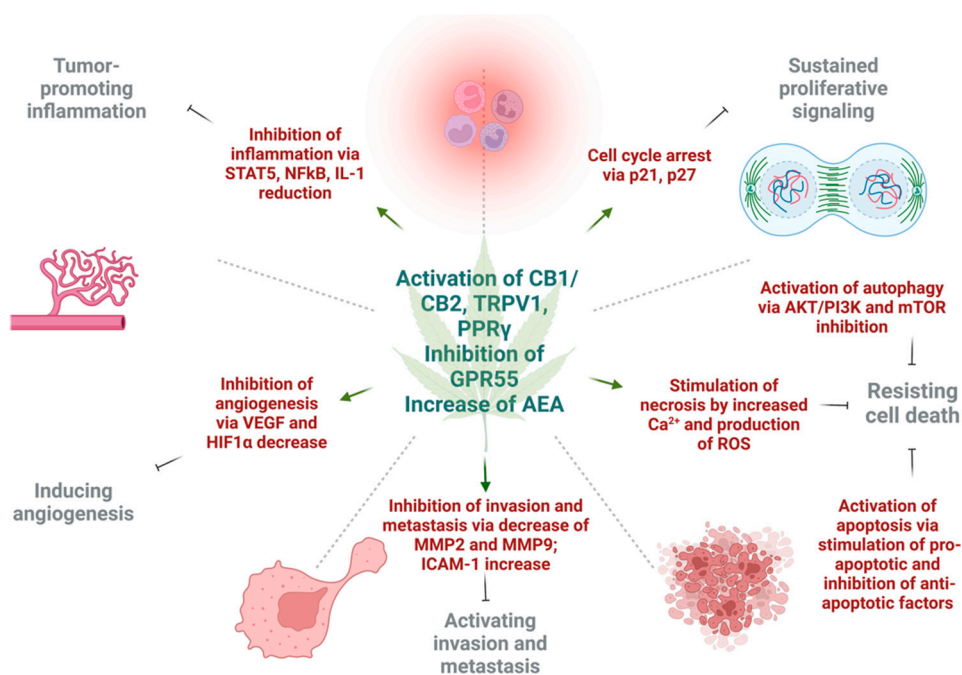 Tumor-
promoting
inflammation
Inhibition of
inflammation via
STAT5, NFkB, IL-1
reduction
Sustained
proliferative
signaling
Cell cycle arrest
via p21, p27
Activation of CB1/
CB2, TRPV1,
PPRγ
Inhibition of
GPR55
Increase of AEA
Activation of autophagy
via AKT/PI3K and mTOR
inhibition
Inhibition of
angiogenesis
via VEGF and
HIF1α decrease
Stimulation of
necrosis by increased
Ca²⁺ and production
of ROS
Resisting
cell death
Inducing
angiogenesis
Inhibition of invasion and
metastasis via decrease of
MMP2 and MMP9;
ICAM-1 increase
Activation of
apoptosis via
stimulation of pro-
apoptotic and
inhibition of anti-
apoptotic factors
Activating
invasion and
metastasis